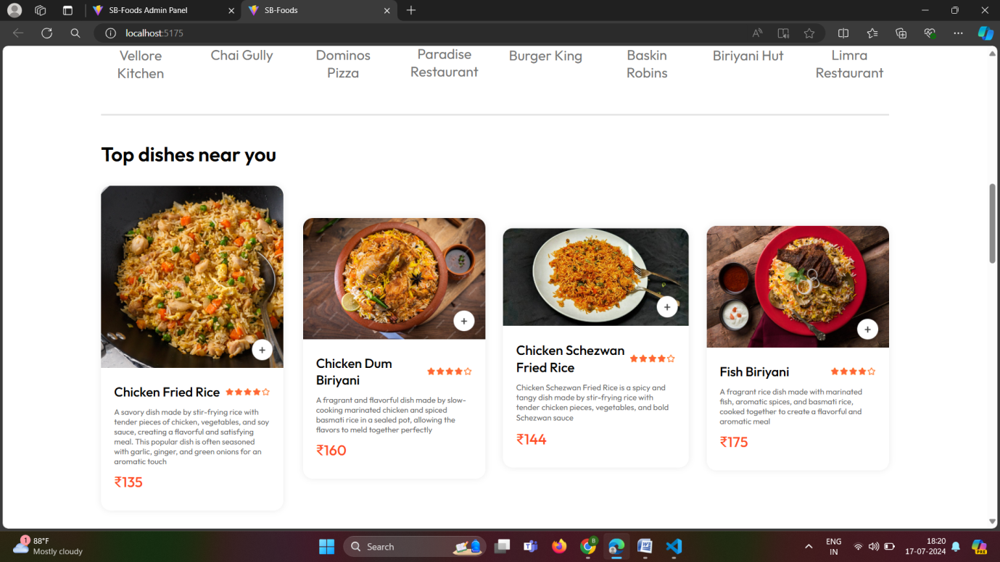 SB-Foods Admin Panel
SB-Foods
localhost:5175
Vellore
Kitchen
Chai Gully
Dominos
Pizza
Paradise
Restaurant
Burger King
Baskin
Robins
Biriyani Hut
Limra
Restaurant
Top dishes near you
Chicken Fried Rice
A savory dish made by stir-frying rice with
tender pieces of chicken, vegetables, and soy
sauce, creating a flavorful and satisfying
meal. This popular dish is often seasoned
with garlic, ginger, and green onions for an
aromatic touch
₹135
Chicken Dum
Biriyani
A fragrant and flavorful dish made by slow-
cooking marinated chicken and spiced
basmati rice in a sealed pot, allowing the
flavors to meld together perfectly
₹160
Chicken Schezwan
Fried Rice
Chicken Schezwan Fried Rice is a spicy and
tangy dish made by stir-frying rice with
tender chicken pieces, vegetables, and bold
Schezwan sauce
₹144
Fish Biriyani
A fragrant rice dish made with marinated
fish, aromatic spices, and basmati rice,
cooked together to create a flavorful and
aromatic meal
₹175
1
88°F
Mostly cloudy
Search
B
ENG
IN
18:20
17-07-2024
PRE